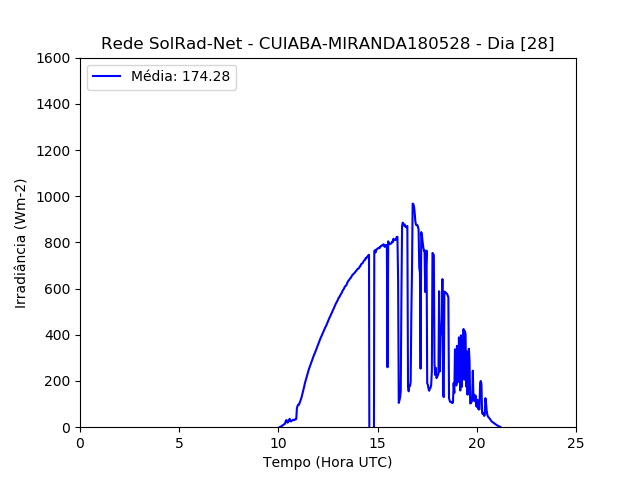 Rede SolRad-Net - CUIABA-MIRANDA180528 - Dia [28]
Média: 174.28
1600
1400
1200
1000
800
600
400
200
0
Irradiância (Wm-2)
0 5 10 15 20 25
Tempo (Hora UTC)